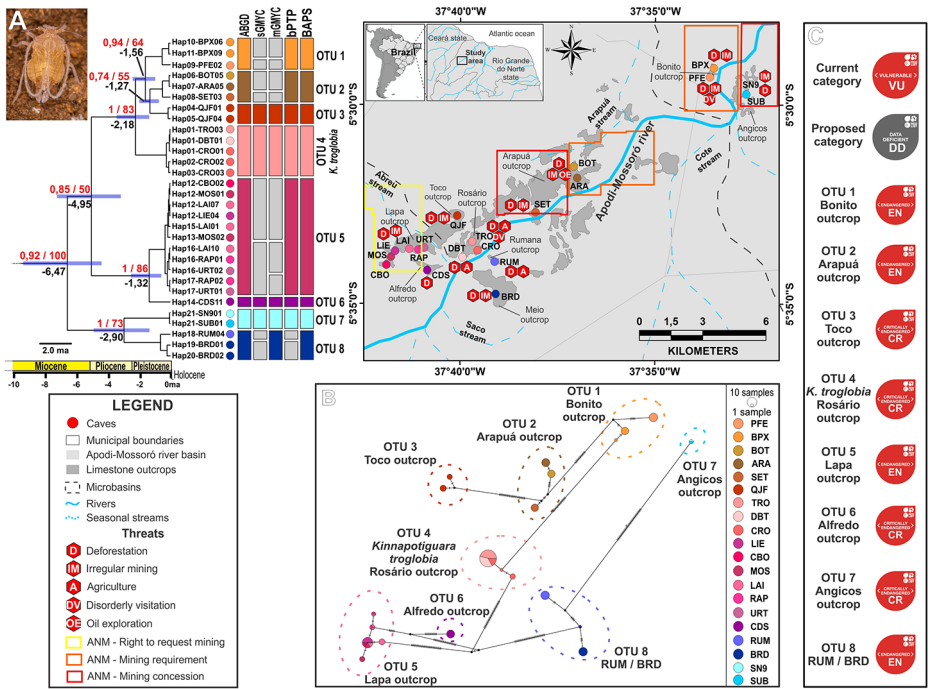 A
0,94 / 64
-1,56
0,74 / 55
-1,27
1 / 83
-2,18
0,85 / 50
-4,95
0,92 / 100
-6,47
1 / 86
-1,32
1 / 73
-2,90
2.0 ma
Hap10-BPX06
Hap11-BPX09
Hap09-PFE02
Hap06-BOT05
Hap07-ARA05
Hap08-SET03
Hap04-QJF01
Hap05-QJF04
Hap01-TRO03
Hap01-DBT01
Hap01-CRO01
Hap02-CRO02
Hap03-CRO03
Hap12-CBO02
Hap12-MOS01
Hap12-LAI07
Hap12-LIE04
Hap15-LAI01
Hap13-MOS02
Hap16-LAI10
Hap16-RAP01
Hap16-URT02
Hap17-RAP02
Hap17-URT01
Hap14-CDS11
Hap21-SN901
Hap21-SUB01
Hap18-RUM04
Hap19-BRD01
Hap20-BRD02
ABGD
sGMYC
mGMYC
bPTP
BAPS
OTU 1
OTU 2
OTU 3
OTU 4
K. troglobia
OTU 5
OTU 6
OTU 7
OTU 8
Miocene
Pliocene
Pleistocene
Holocene
-10
-8
-6
-4
-2
0ma
LEGEND
Caves
Municipal boundaries
Apodi-Mossoró river basin
Limestone outcrops
Microbasins
Rivers
Seasonal streams
Threats
D Deforestation
IM Irregular mining
A Agriculture
DV Disorderly visitation
OE Oil exploration
ANM - Right to request mining
ANM - Mining requirement
ANM - Mining concession
Brazil
Ceará state
Atlantic ocean
Study
area
Rio Grande
do Norte
state
Bonito
outcrop
BPX
PFE
D IM
D IM
DV
IM
SN9
D
SUB
Angicos
outcrop
Arapuá
stream
Cote
stream
Apodi-Mossoró river
Arapuá
outcrop
D
IM OE
BOT
ARA
D IM
SET
Abreu
stream
Toco
outcrop
Rosário
outcrop
D IM
QJF
Lapa
outcrop
D IM
LIE
LAI
URT
MOS
RAP
CBO
Alfredo
outcrop
CDS
D
D A
DBT
TRO
CRO
D A
DV
Rumana
outcrop
RUM
D A
D IM
BRD
Meio
outcrop
Saco
stream
0 1,5 3 6
KILOMETERS
37°40'0"W
37°35'0"W
5°30'0"S
5°35'0"S
B
OTU 1
Bonito
outcrop
OTU 2
Arapuá outcrop
OTU 3
Toco outcrop
OTU 4
Kinnapotiguara
troglobia
Rosário outcrop
OTU 6
Alfredo outcrop
OTU 5
Lapa outcrop
OTU 7
Angicos
outcrop
OTU 8
RUM / BRD
10 samples
1 sample
PFE
BPX
BOT
ARA
SET
QJF
TRO
DBT
CRO
LIE
CBO
MOS
LAI
RAP
URT
CDS
RUM
BRD
SN9
SUB
C
Current
category
VULNERABLE
VU
Proposed
category
DATA
DEFICIENT
DD
OTU 1
Bonito
outcrop
ENDANGERED
EN
OTU 2
Arapuá
outcrop
ENDANGERED
EN
OTU 3
Toco
outcrop
CRITICALLY
ENDANGERED
CR
OTU 4
K. troglobia
Rosário
outcrop
CRITICALLY
ENDANGERED
CR
OTU 5
Lapa
outcrop
ENDANGERED
EN
OTU 6
Alfredo
outcrop
CRITICALLY
ENDANGERED
CR
OTU 7
Angicos
outcrop
CRITICALLY
ENDANGERED
CR
OTU 8
RUM / BRD
ENDANGERED
EN